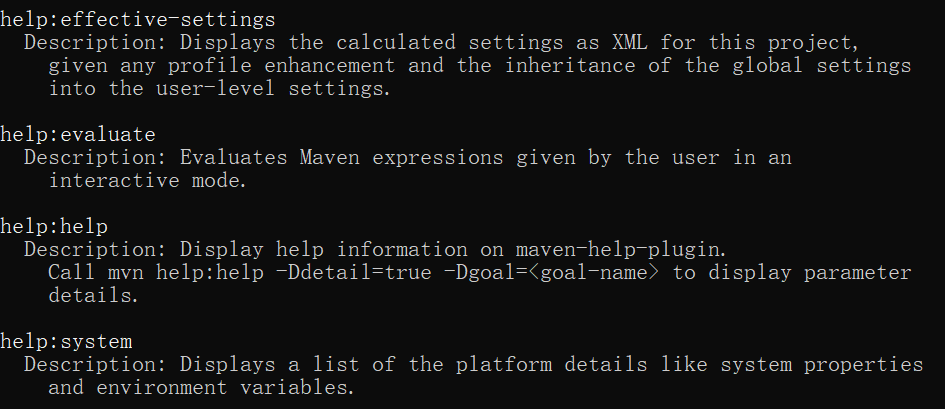 help:effective-settings
Description: Displays the calculated settings as XML for this project,
given any profile enhancement and the inheritance of the global settings
into the user-level settings.
help:evaluate
Description: Evaluates Maven expressions given by the user in an
interactive mode.
help:help
Description: Display help information on maven-help-plugin.
Call mvn help:help -Ddetail=true -Dgoal=<goal-name> to display parameter
details.
help:system
Description: Displays a list of the platform details like system properties
and environment variables.